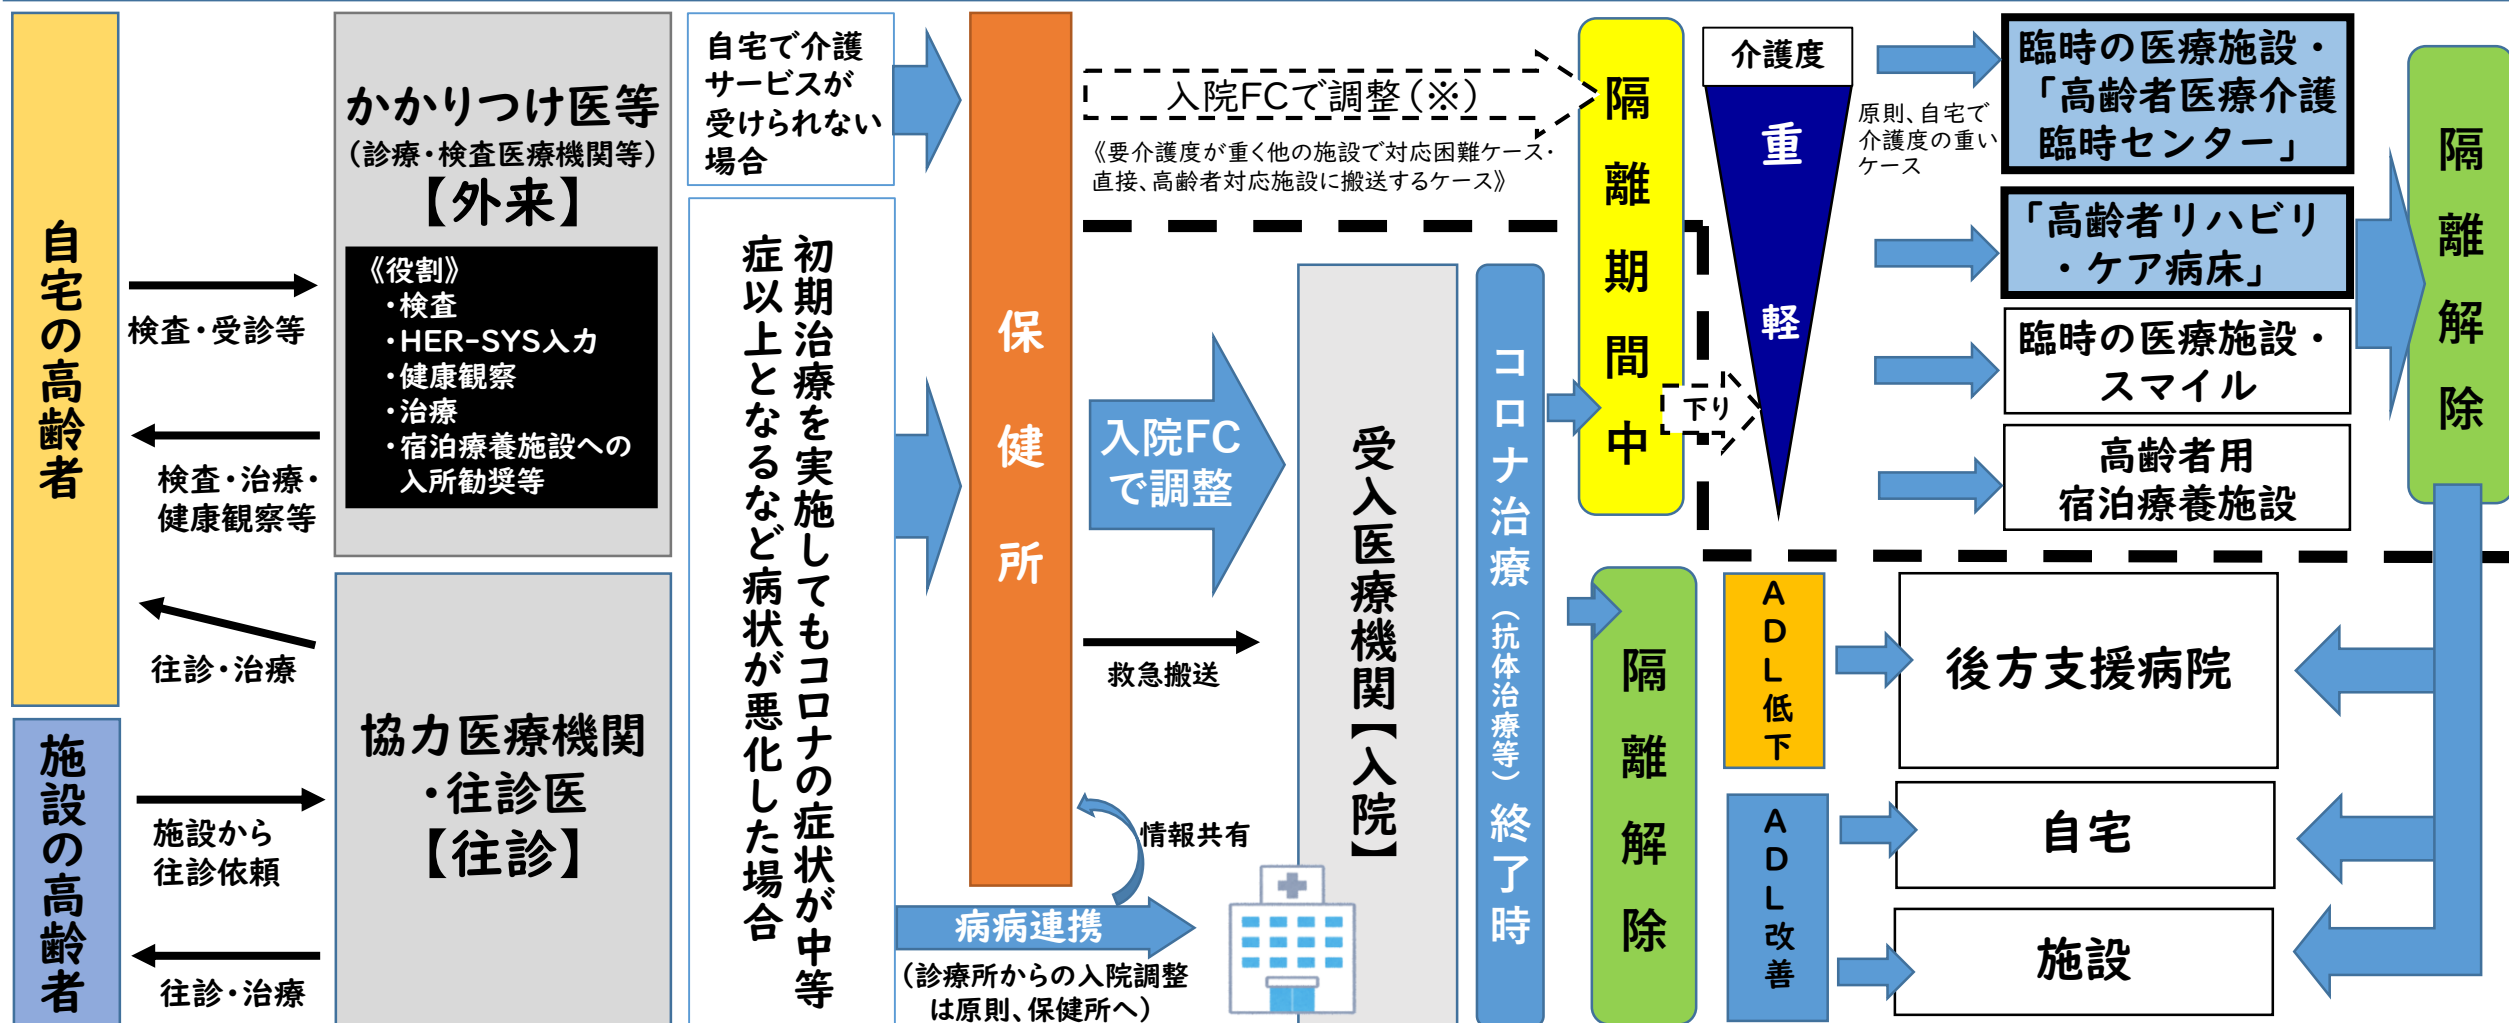 自宅の高齢者
施設の高齢者
検査・受診等
検査・治療・
健康観察等
往診・治療
施設から
往診依頼
往診・治療
かかりつけ医等
(診療・検査医療機関等)
【外来】
《役割》
・検査
・HER-SYS入力
・健康観察
・治療
・宿泊療養施設への
入所勧奨等
協力医療機関
・往診医
【往診】
自宅で介護
サービスが
受けられない
場合
初期治療を実施してもコロナの症状が中等
症以上となるなど病状が悪化した場合
保健所
入院FCで調整(※)
《要介護度が重く他の施設で対応困難ケース・
直接、高齢者対応施設に搬送するケース》
入院FC
で調整
救急搬送
情報共有
病病連携
(診療所からの入院調整
は原則、保健所へ)
受入医療機関【入院】
コロナ治療(抗体治療等)終了時
隔離期間中
下り
介護度
重
軽
原則、自宅で
介護度の重い
ケース
臨時の医療施設・
「高齢者医療介護
臨時センター」
「高齢者リハビリ
・ケア病床」
臨時の医療施設・
スマイル
高齢者用
宿泊療養施設
隔離解除
隔離解除
ADL低下
後方支援病院
ADL改善
自宅
施設